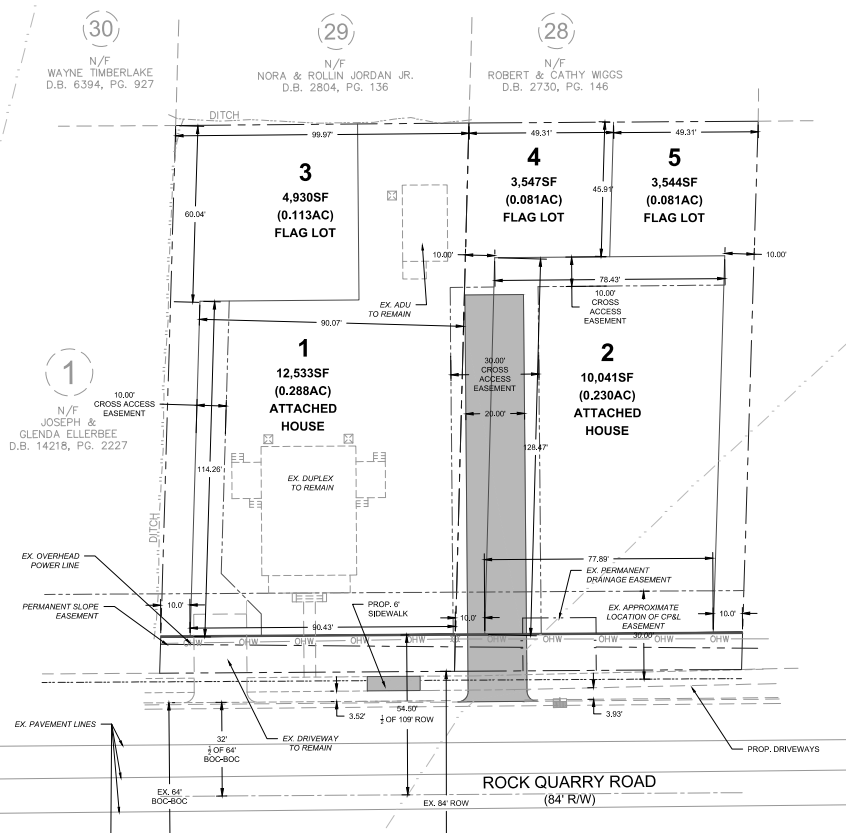 30
N/F
WAYNE TIMBERLAKE
D.B. 6394, PG. 927
29
N/F
NORA & ROLLIN JORDAN JR.
D.B. 2804, PG. 136
28
N/F
ROBERT & CATHY WIGGS
D.B. 2730, PG. 146
DITCH
99.97'
49.31'
49.31'
3
4,930SF
(0.113AC)
FLAG LOT
60.04'
4
3,547SF
(0.081AC)
FLAG LOT
45.91'
5
3,544SF
(0.081AC)
FLAG LOT
10.00'
10.00'
78.43'
EX. ADU
TO REMAIN
10.00'
CROSS
ACCESS
EASEMENT
90.07'
1
12,533SF
(0.288AC)
ATTACHED
HOUSE
30.00'
CROSS
ACCESS
EASEMENT
20.00'
2
10,041SF
(0.230AC)
ATTACHED
HOUSE
128.47'
1
N/F
JOSEPH &
GLENDA ELLERBEE
D.B. 14218, PG. 2227
10.00'
CROSS ACCESS
EASEMENT
114.26'
EX. DUPLEX
TO REMAIN
DITCH
EX. OVERHEAD
POWER LINE
PERMANENT SLOPE
EASEMENT
77.89'
EX. PERMANENT
DRAINAGE EASEMENT
10.0'
PROP. 6'
SIDEWALK
10.0'
EX. APPROXIMATE
LOCATION OF CP&L
EASEMENT
30.00'
10.0'
90.43'
OHW
OHW
OHW
OHW
OHW
OHW
OHW
OHW
OHW
3.52'
54.50'
½ OF 109' ROW
3.93'
EX. PAVEMENT LINES
32'
½ OF 64'
BOC-BOC
EX. DRIVEWAY
TO REMAIN
PROP. DRIVEWAYS
EX. 64'
BOC-BOC
EX. 84' ROW
ROCK QUARRY ROAD
(84' R/W)